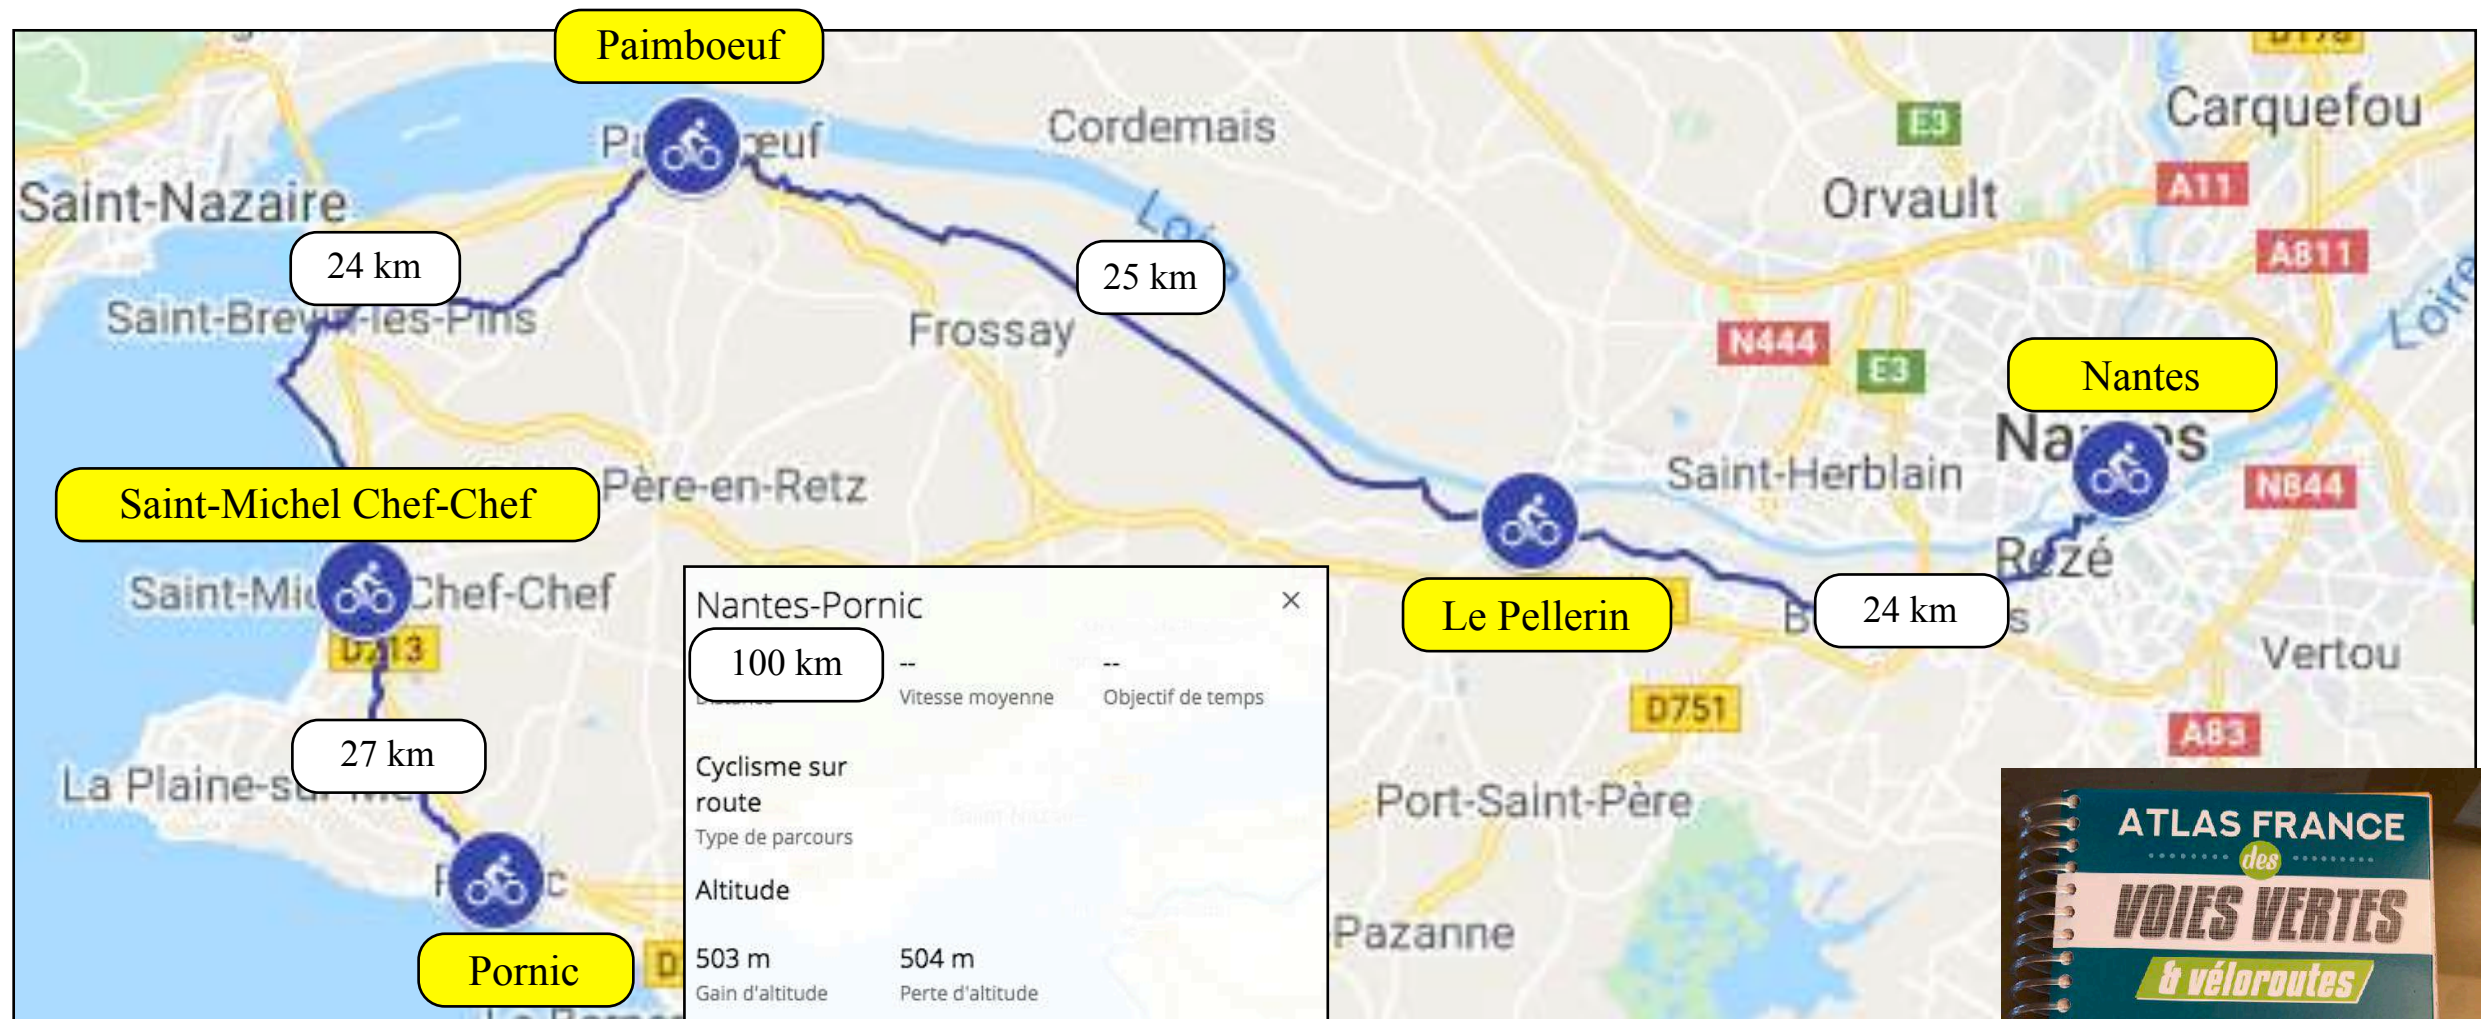 Paimboeuf
D178
Carquefou
Cordemais
E3
Orvault
A11
Saint-Nazaire
A811
24 km
25 km
Loire
Saint-Brevin-les-Pins
Frossay
N444
E3
Nantes
Saint-Michel Chef-Chef
Père-en-Retz
Saint-Herblain
N844
Rezé
Chef-Chef
Nantes-Pornic
Le Pellerin
24 km
Vertou
D213
100 km
--
--
Vitesse moyenne
Objectif de temps
D751
A83
27 km
La Plaine-sur-Mer
Cyclisme sur
route
Type de parcours
Port-Saint-Père
ATLAS FRANCE
des
VOIES VERTES
& véloroutes
Altitude
Pazanne
Pornic
503 m
504 m
Gain d'altitude
Perte d'altitude